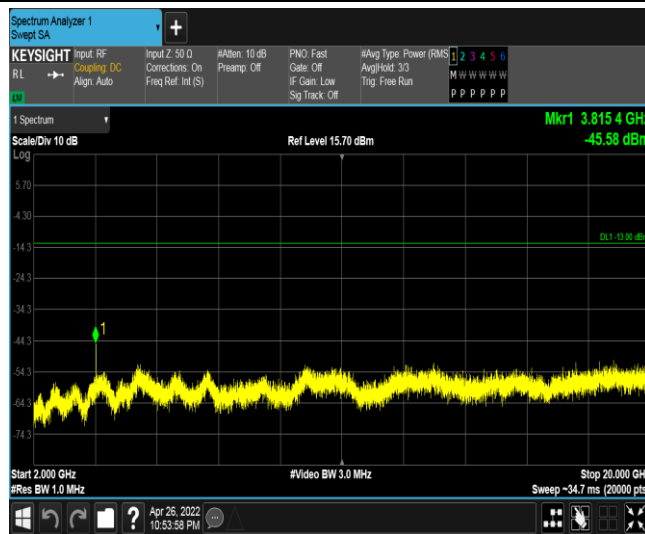 Spectrum Analyzer 1
Swept SA
+
KEYSIGHT Input: RF Input Z: 50 Ω #Atten: 10 dB PNO: Fast #Avg Type: Power (RMS 1 2 3 4 5 6
RL Coupling: DC Corrections: On Preamp: Off Gate: Off Avg|Hold: 3/3 M W W W W W
Align: Auto Freq Ref: Int (S) IF Gain: Low Trig: Free Run P P P P P P
Sig Track: Off
1 Spectrum Mkr1 3.815 4 GHz
Scale/Div 10 dB Ref Level 15.70 dBm -45.58 dBm
Log
5.70
-4.30
DL1 -13.00 dBm
-14.3
-24.3
-34.3
1
-44.3
-54.3
-64.3
-74.3
Start 2.000 GHz #Video BW 3.0 MHz Stop 20.000 GHz
#Res BW 1.0 MHz Sweep ~34.7 ms (20000 pts
? Apr 26, 2022
10:53:58 PM